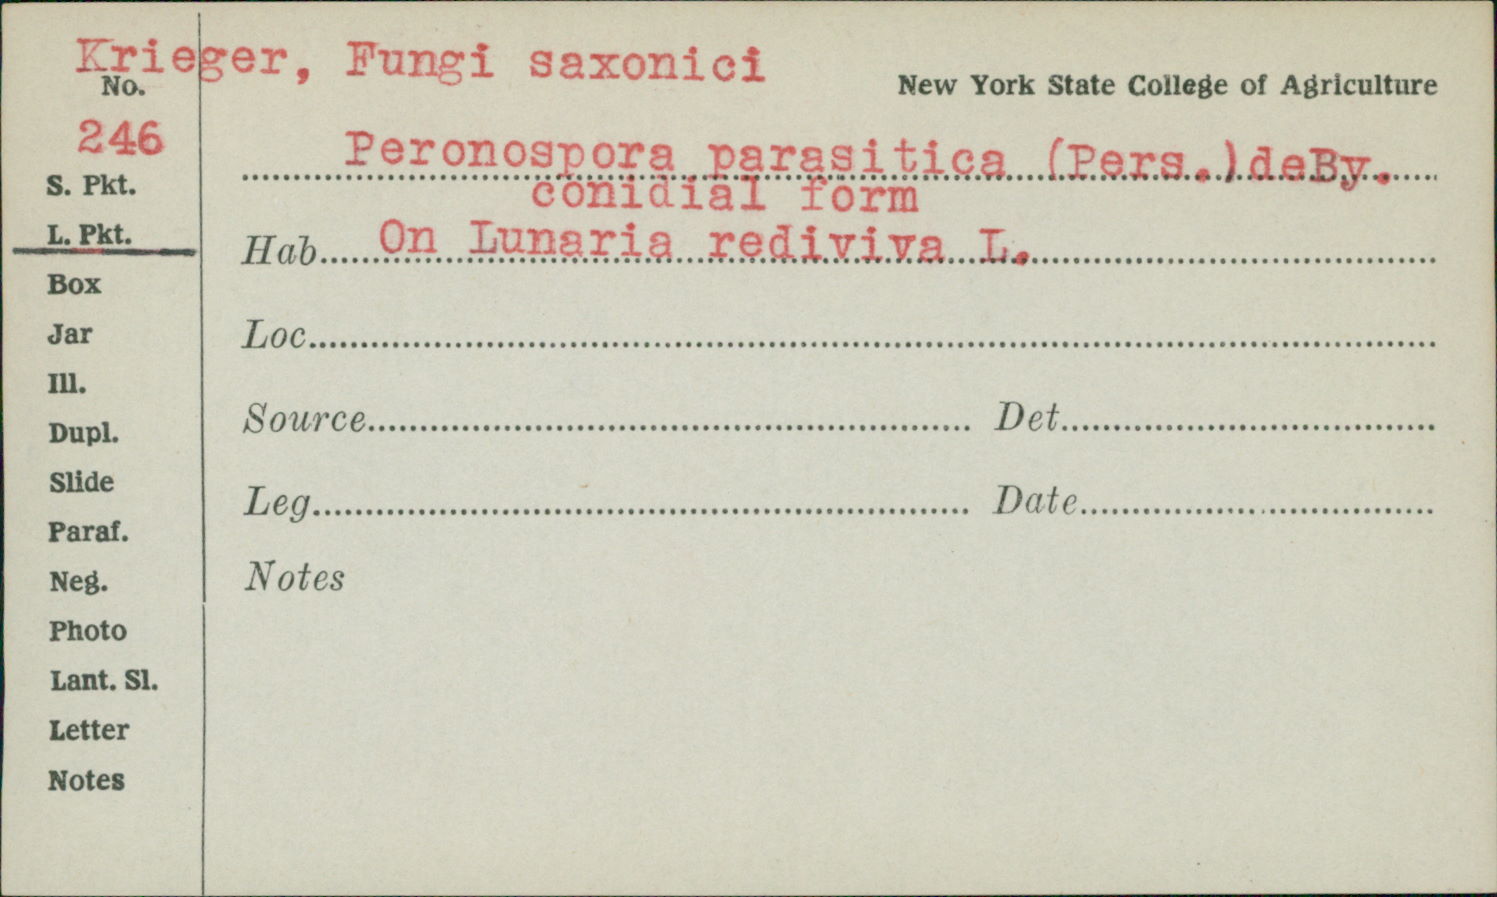 Krieger, Fungi saxonici
No.
New York State College of Agriculture
246
Peronospora parasitica (Pers.)deBy.
conidial form
S. Pkt.
L. Pkt.
Hab. On Lunaria rediviva L.
Box
Jar
Loc.
Ill.
Dupl.
Source. Det.
Slide
Leg. Date.
Paraf.
Neg.
Notes
Photo
Lant. Sl.
Letter
Notes